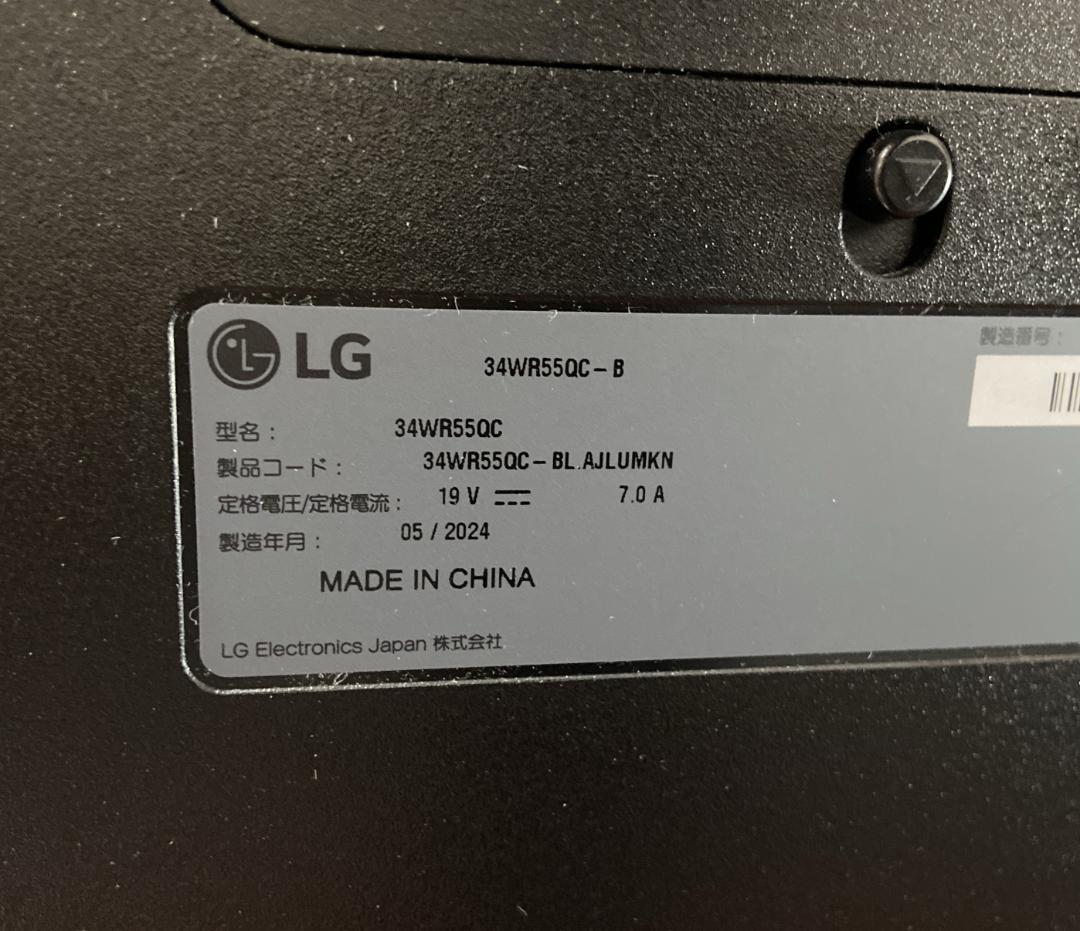 LG 34WR55QC-B
製造番号：
型名： 34WR55QC
製品コード： 34WR55QC-BL.AJLUMKN
定格電圧/定格電流： 19 V 7.0 A
製造年月： 05 / 2024
MADE IN CHINA
LG Electronics Japan 株式会社